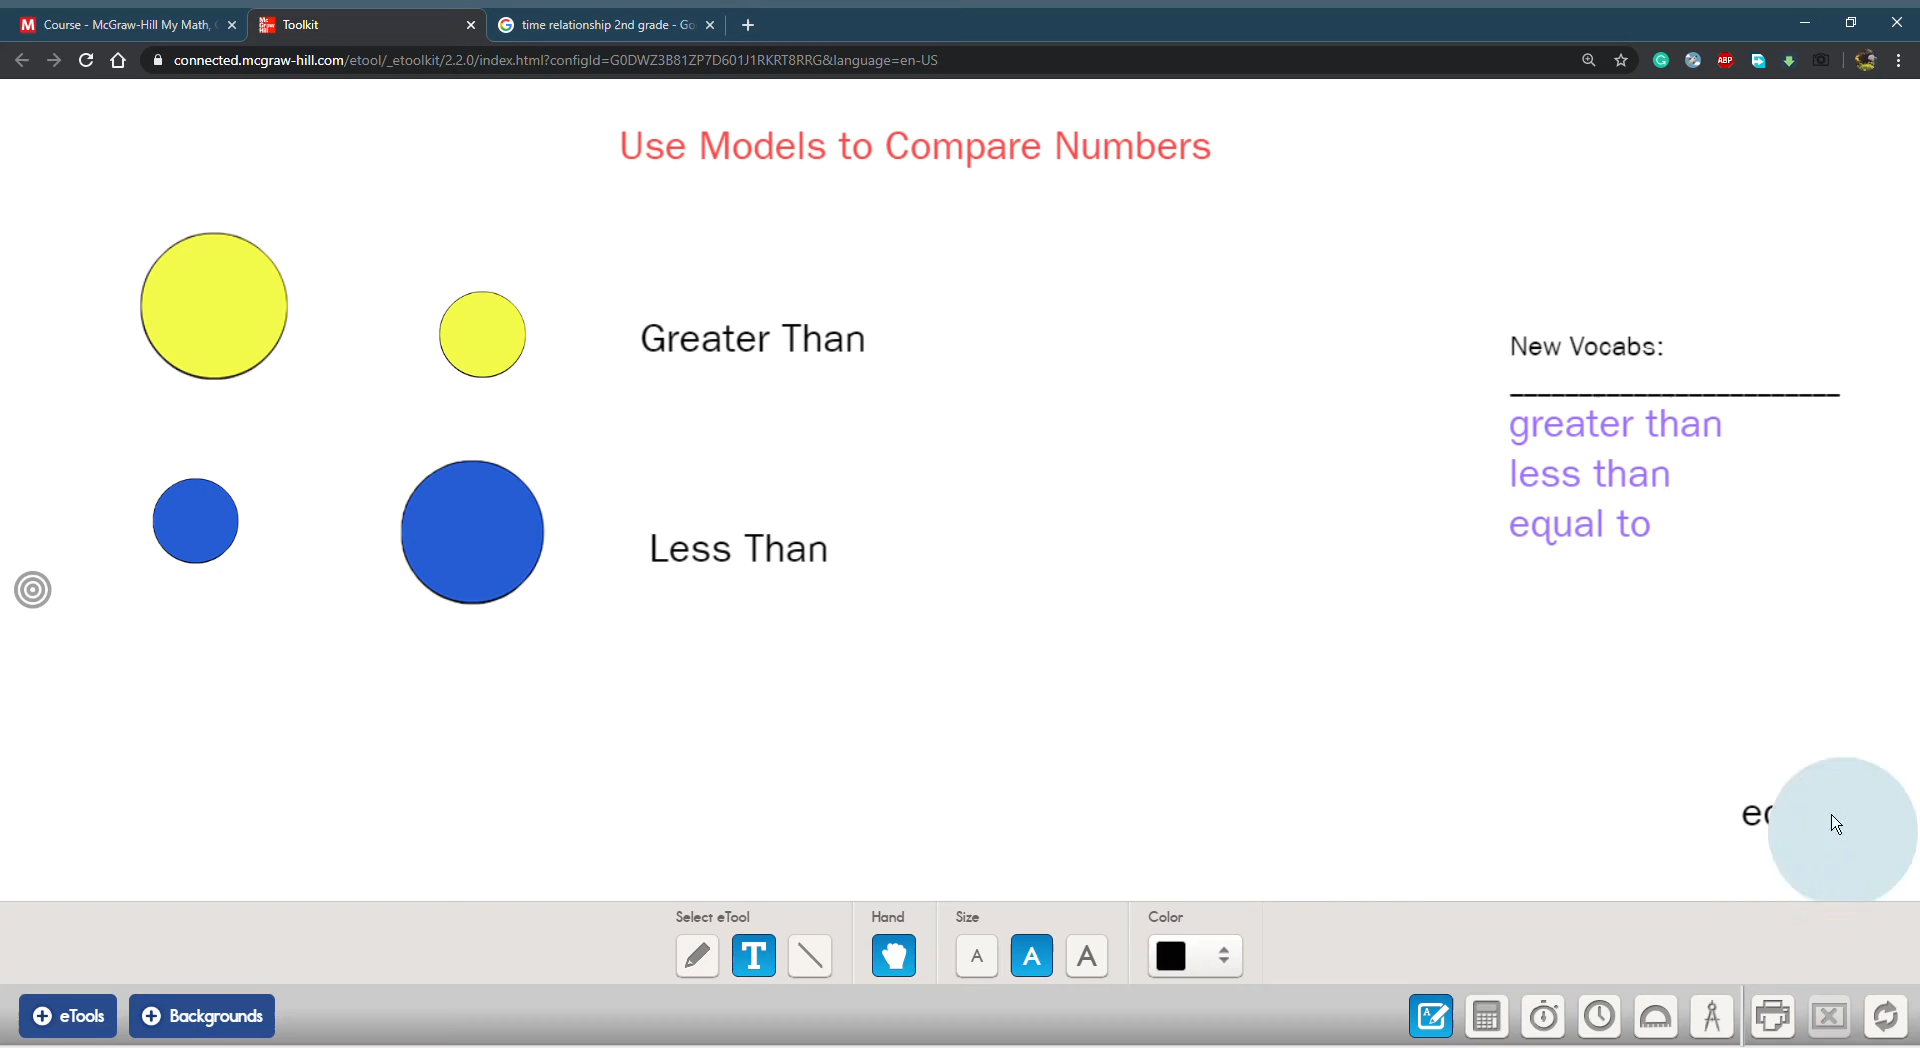 Course - McGraw-Hill My Math,
Toolkit
time relationship 2nd grade - Go
connected.mcgraw-hill.com/etool/_etoolkit/2.2.0/index.html?configId=G0DWZ3B81ZP7D601J1RKRT8RRG&language=en-US
ABP
Use Models to Compare Numbers
Greater Than
New Vocabs:
greater than
less than
equal to
Less Than
Select eTool
Hand
Size
Color
T
A
A
A
eTools
Backgrounds